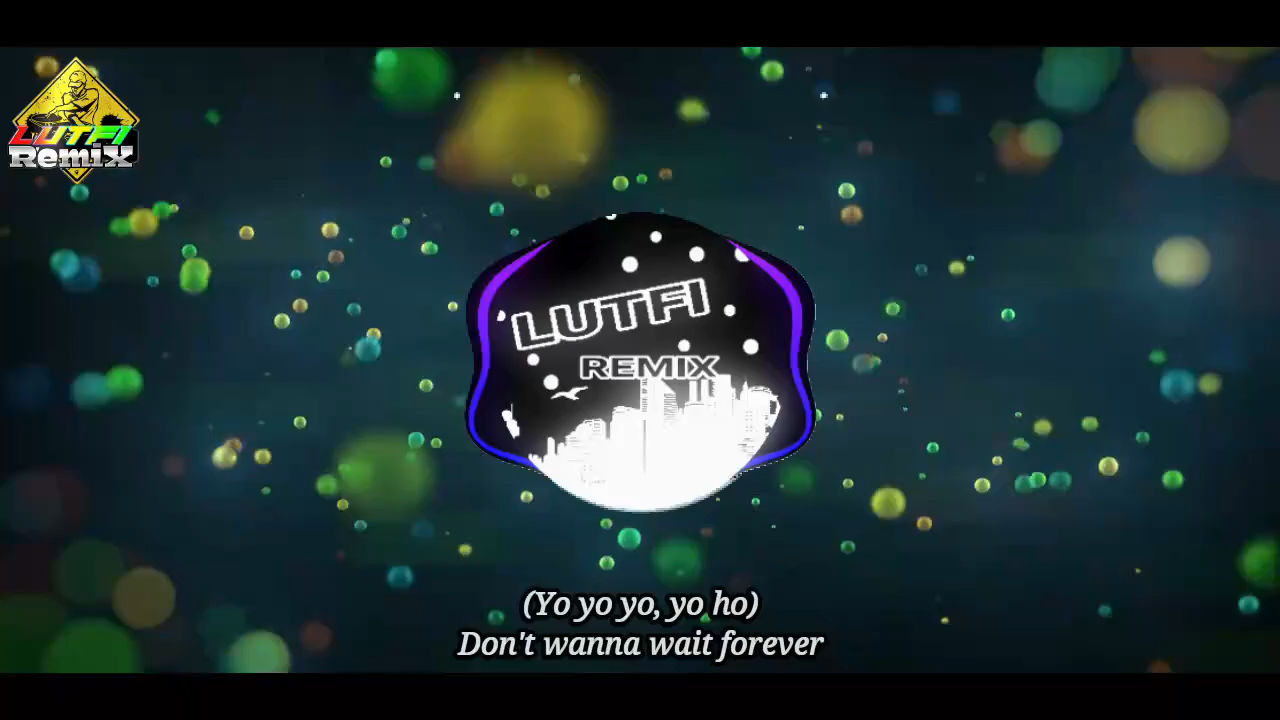 LUTFI
RemiX
LUTFI
REMIX
(Yo yo yo, yo ho)
Don't wanna wait forever